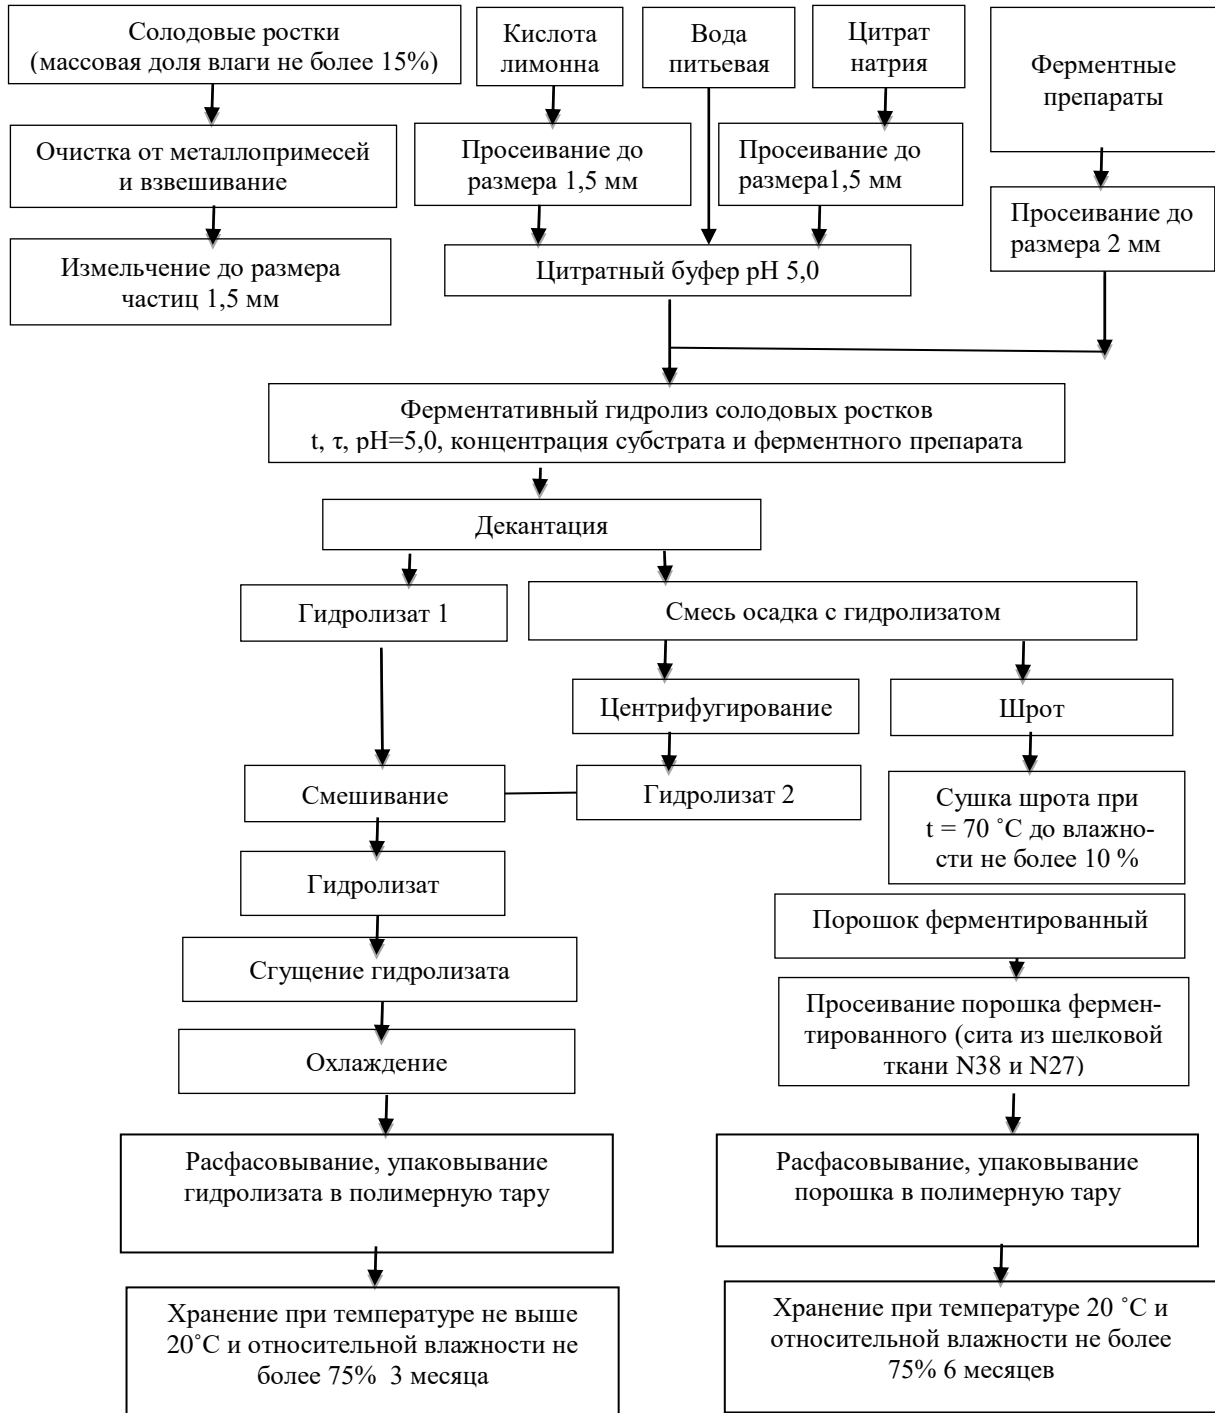 Солодовые ростки
(массовая доля влаги не более 15%)
Кислота
лимонна
Вода
питьевая
Цитрат
натрия
Ферментные
препараты
Очистка от металлопримесей
и взвешивание
Просеивание до
размера 1,5 мм
Просеивание до
размера1,5 мм
Просеивание до
размера 2 мм
Измельчение до размера
частиц 1,5 мм
Цитратный буфер рН 5,0
Ферментативный гидролиз солодовых ростков
t, τ, рН=5,0, концентрация субстрата и ферментного препарата
Декантация
Гидролизат 1
Смесь осадка с гидролизатом
Центрифугирование
Шрот
Смешивание
Гидролизат 2
Сушка шрота при
t = 70 ˚С до влажно-
сти не более 10 %
Гидролизат
Порошок ферментированный
Сгущение гидролизата
Просеивание порошка фермен-
тированного (сита из шелковой
ткани N38 и N27)
Охлаждение
Расфасовывание, упаковывание
гидролизата в полимерную тару
Расфасовывание, упаковывание
порошка в полимерную тару
Хранение при температуре не выше
20˚С и относительной влажности не
более 75% 3 месяца
Хранение при температуре 20 ˚С и
относительной влажности не более
75% 6 месяцев